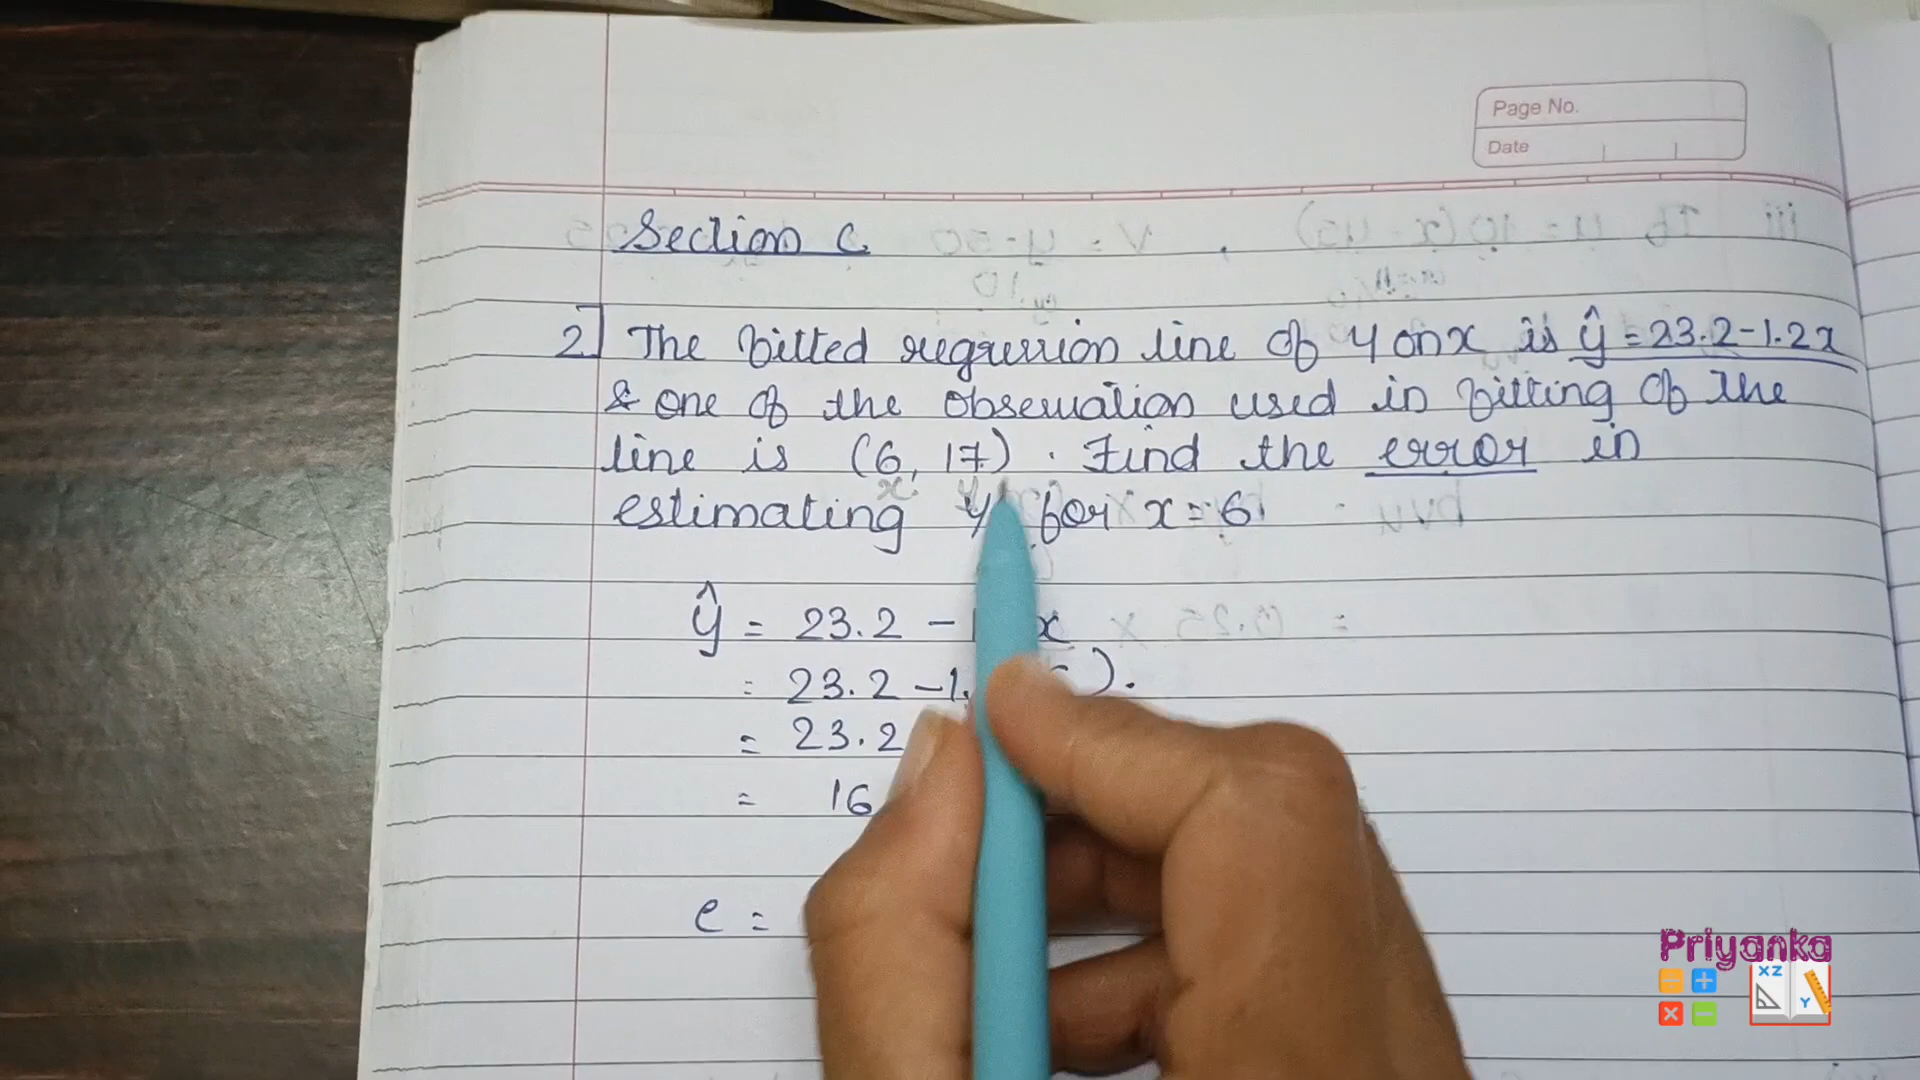 Page No.
Date
Section C.
2] The fitted regression line of y on x is ŷ = 23.2 - 1.2x
& one of the observation used in fitting of the
line is (6, 17). Find the error in
x y
estimating y for x = 6
ŷ = 23.2 - x
= 23.2 - 1. ).
= 23.2
= 16
e =
Priyanka
XZ
Y